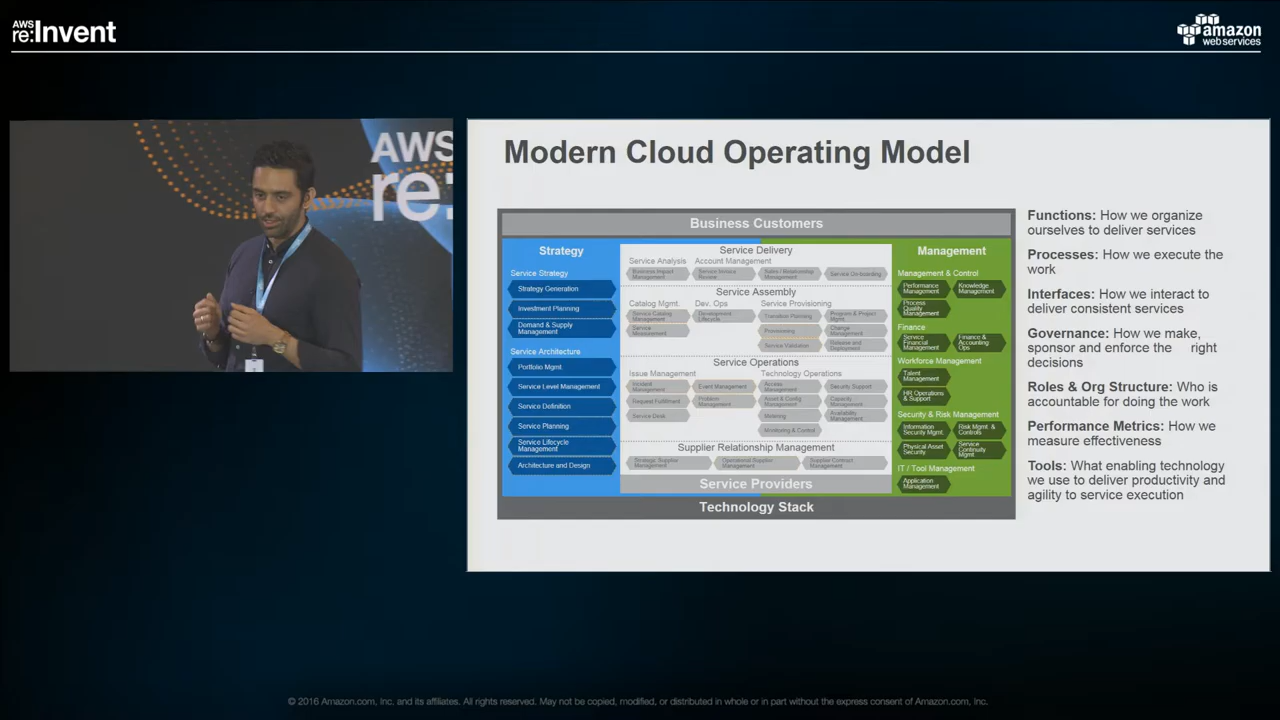 AWS
re:Invent
amazon
web services
AWS
re:
Modern Cloud Operating Model
Business Customers
Strategy
Service Strategy
Strategy Generation
Investment Planning
Demand & Supply
Management
Service Architecture
Portfolio Mgmt
Service Level Management
Service Definition
Service Planning
Service Lifecycle
Management
Architecture and Design
Service Delivery
Service Analysis
Account Management
Business Impact
Management
Service Introd
Review
Sales / Relationship
Management
Service On-boarding
Service Assembly
Catalog Mgmt.
Dev. Ops
Service Provisioning
Service Catalog
Management
Development
Lifecycle
Transition Planning
Program & Project
Mgmt.
Service
Measurement
Provisioning
Change
Management
Service Validation
Release and
Deployment
Service Operations
Issue Management
Technology Operations
Incident
Management
Event Management
Access
Management
Security Support
Request Fulfillment
Problem
Management
Asset & Config
Management
Capacity
Management
Service Desk
Metering
Availability
Management
Monitoring & Control
Supplier Relationship Management
Strategic Supplier
Management
Operational Supplier
Management
Supplier Contract
Management
Service Providers
Management
Management & Control
Performance
Management
Knowledge
Management
Process
Quality
Management
Finance
Service
Financial
Management
Finance &
Accounting
Ops
Workforce Management
Talent
Management
HR Operations
& Support
Security & Risk Management
Information
Security Mgmt.
Risk Mgmt. &
Controls
Physical Asset
Security
Service
Continuity
Mgmt
IT / Tool Management
Application
Management
Technology Stack
Functions: How we organize
ourselves to deliver services
Processes: How we execute the
work
Interfaces: How we interact to
deliver consistent services
Governance: How we make,
sponsor and enforce the right
decisions
Roles & Org Structure: Who is
accountable for doing the work
Performance Metrics: How we
measure effectiveness
Tools: What enabling technology
we use to deliver productivity and
agility to service execution
© 2016 Amazon.com, Inc. and its affiliates. All rights reserved. May not be copied, modified, or distributed in whole or in part without the express consent of Amazon.com, Inc.